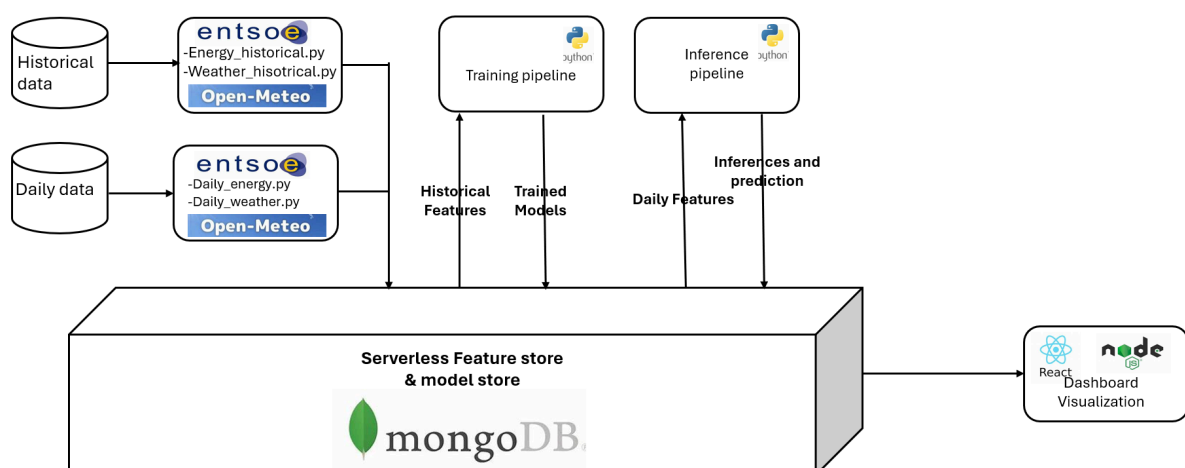 Historical
data
entsoe
-Energy_historical.py
-Weather_hisotrical.py
Open-Meteo
Daily data
entsoe
-Daily_energy.py
-Daily_weather.py
Open-Meteo
python
Training pipeline
Inference
pipeline
python
Historical
Features
Trained
Models
Daily Features
Inferences and
prediction
Serverless Feature store
& model store
mongoDB
React
node
JS
Dashboard
Visualization